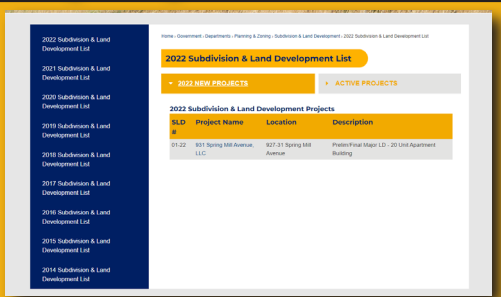 Home › Government › Departments › Planning & Zoning › Subdivision & Land Development › 2022 Subdivision & Land Development List
2022 Subdivision & Land
Development List
2021 Subdivision & Land
Development List
2020 Subdivision & Land
Development List
2019 Subdivision & Land
Development List
2018 Subdivision & Land
Development List
2017 Subdivision & Land
Development List
2016 Subdivision & Land
Development List
2015 Subdivision & Land
Development List
2014 Subdivision & Land
Development List
2022 Subdivision & Land Development List
2022 NEW PROJECTS
ACTIVE PROJECTS
2022 Subdivision & Land Development Projects
SLD # Project Name Location Description
01-22 931 Spring Mill Avenue, LLC 927-31 Spring Mill Avenue Prelim/Final Major LD - 20 Unit Apartment Building